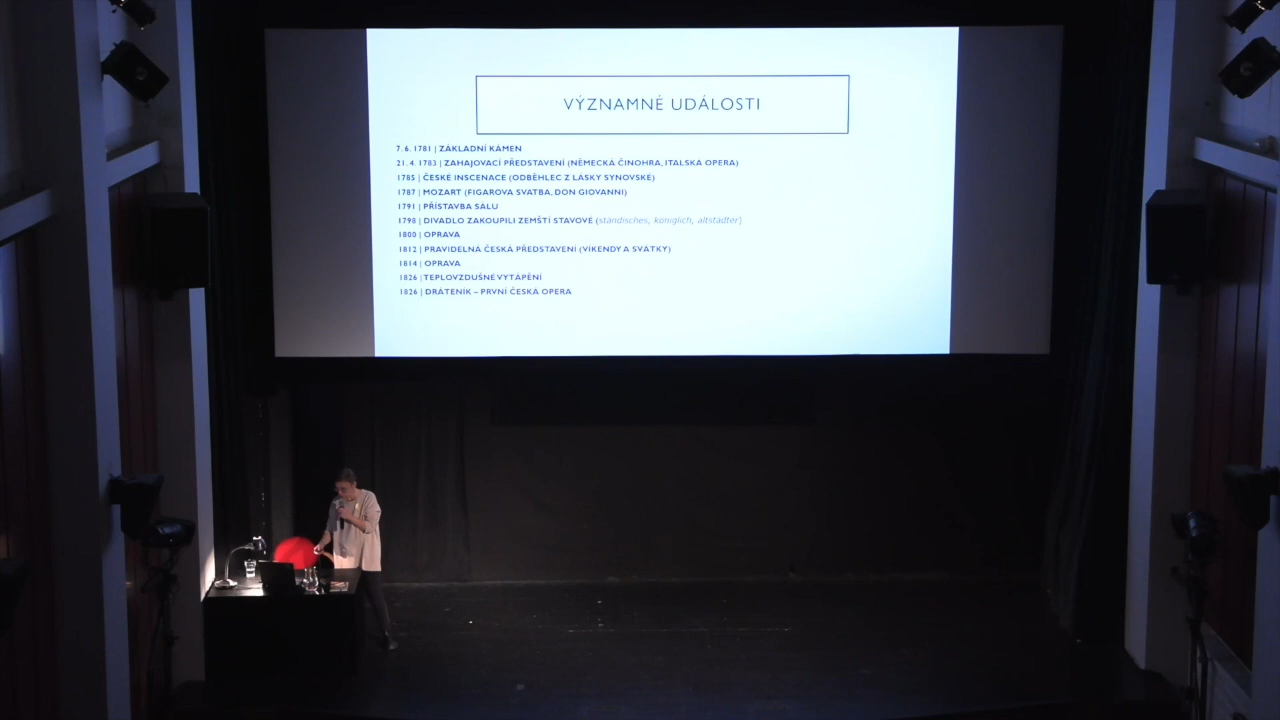 VÝZNAMNÉ UDÁLOSTI
7. 6. 1781 | ZÁKLADNÍ KÁMEN
21. 4. 1783 | ZAHAJOVACÍ PŘEDSTAVENÍ (NĚMECKÁ ČINOHRA, ITALSKÁ OPERA)
1785 | ČESKÉ INSCENACE (ODBĚHLEC Z LÁSKY SYNOVSKÉ)
1787 | MOZART (FIGAROVA SVATBA, DON GIOVANNI)
1791 | PŘÍSTAVBA SÁLU
1798 | DIVADLO ZAKOUPILI ZEMŠTÍ STAVOVÉ (ständisches, königlich, altstädter)
1800 | OPRAVA
1812 | PRAVIDELNÁ ČESKÁ PŘEDSTAVENÍ (VÍKENDY A SVÁTKY)
1814 | OPRAVA
1826 | TEPLOVZDUŠNÉ VYTÁPĚNÍ
1826 | DRÁTENÍK – PRVNÍ ČESKÁ OPERA